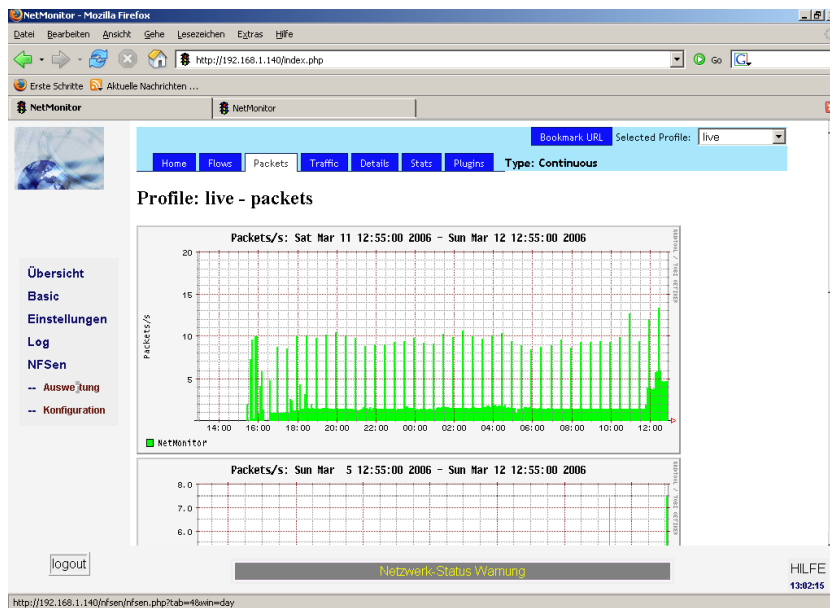 NetMonitor - Mozilla Firefox
Datei Bearbeiten Ansicht Gehe Lesezeichen Extras Hilfe
http://192.168.1.140/index.php
Go
G
Erste Schritte Aktuelle Nachrichten ...
NetMonitor
NetMonitor
Bookmark URL Selected Profile: live
Home Flows Packets Traffic Details Stats Plugins Type: Continuous
Profile: live - packets
Übersicht
Basic
Einstellungen
Log
NFSen
-- Auswertung
-- Konfiguration
Packets/s: Sat Mar 11 12:55:00 2006 - Sun Mar 12 12:55:00 2006
RRDTOOL / TOBI OETIKER
Packets/s
20
15
10
5
14:00 16:00 18:00 20:00 22:00 00:00 02:00 04:00 06:00 08:00 10:00 12:00
NetMonitor
Packets/s: Sun Mar 5 12:55:00 2006 - Sun Mar 12 12:55:00 2006
RRDTOOL / TOBI OETIKER
8.0
7.0
6.0
logout
Netzwerk-Status Warnung
HILFE
13:02:15
http://192.168.1.140/nfsen/nfsen.php?tab=4&win=day